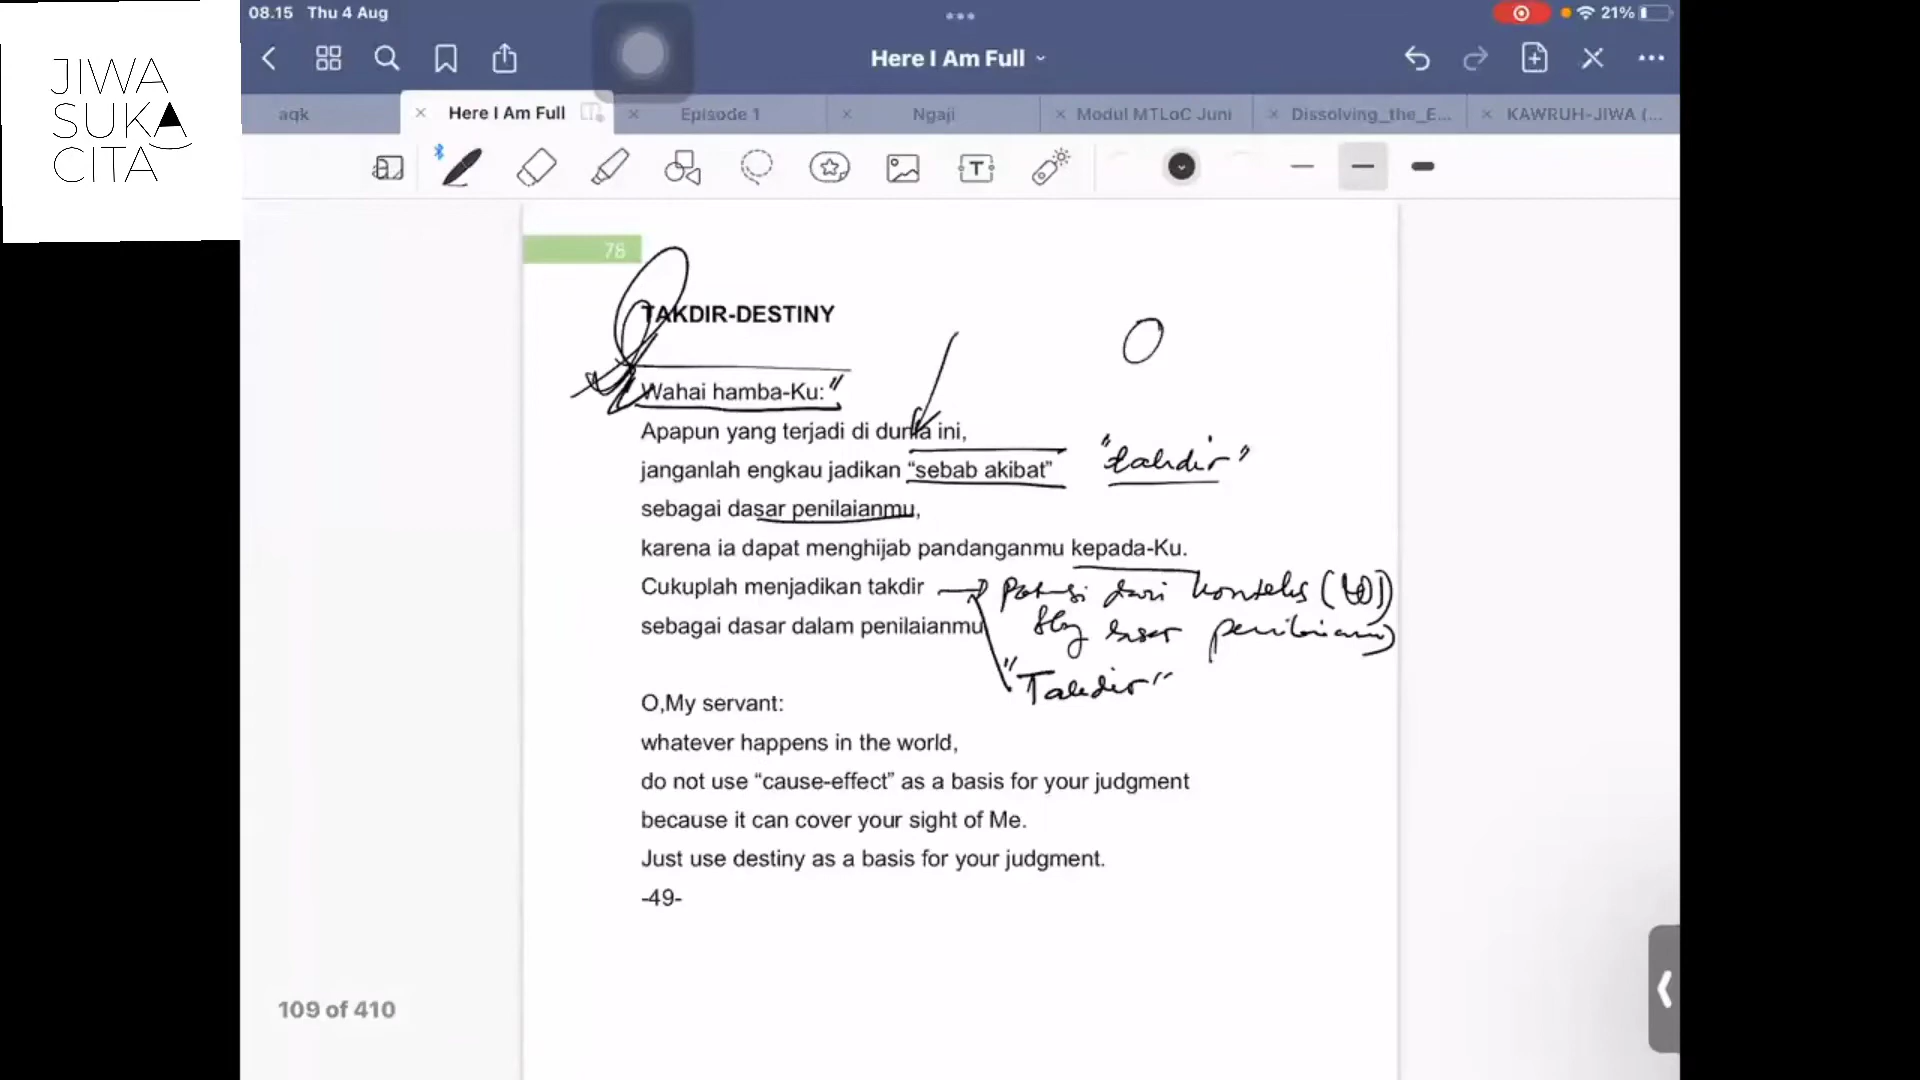 JIWA
SUKA
CITA
08.15 Thu 4 Aug
21%
Here I Am Full
aqk
Here I Am Full
Episode 1
Ngaji
Modul MTLoC Juni
Dissolving_the_E...
KAWRUH-JIWA (...
78
TAKDIR-DESTINY
Wahai hamba-Ku:"
Apapun yang terjadi di dunia ini,
janganlah engkau jadikan “sebab akibat” "takdir"
sebagai dasar penilaianmu,
karena ia dapat menghijab pandanganmu kepada-Ku.
Cukuplah menjadikan takdir dari konteks
sebagai dasar dalam penilaianmu dasar penilaianmu
"Takdir"
O,My servant:
whatever happens in the world,
do not use “cause-effect” as a basis for your judgment
because it can cover your sight of Me.
Just use destiny as a basis for your judgment.
-49-
109 of 410